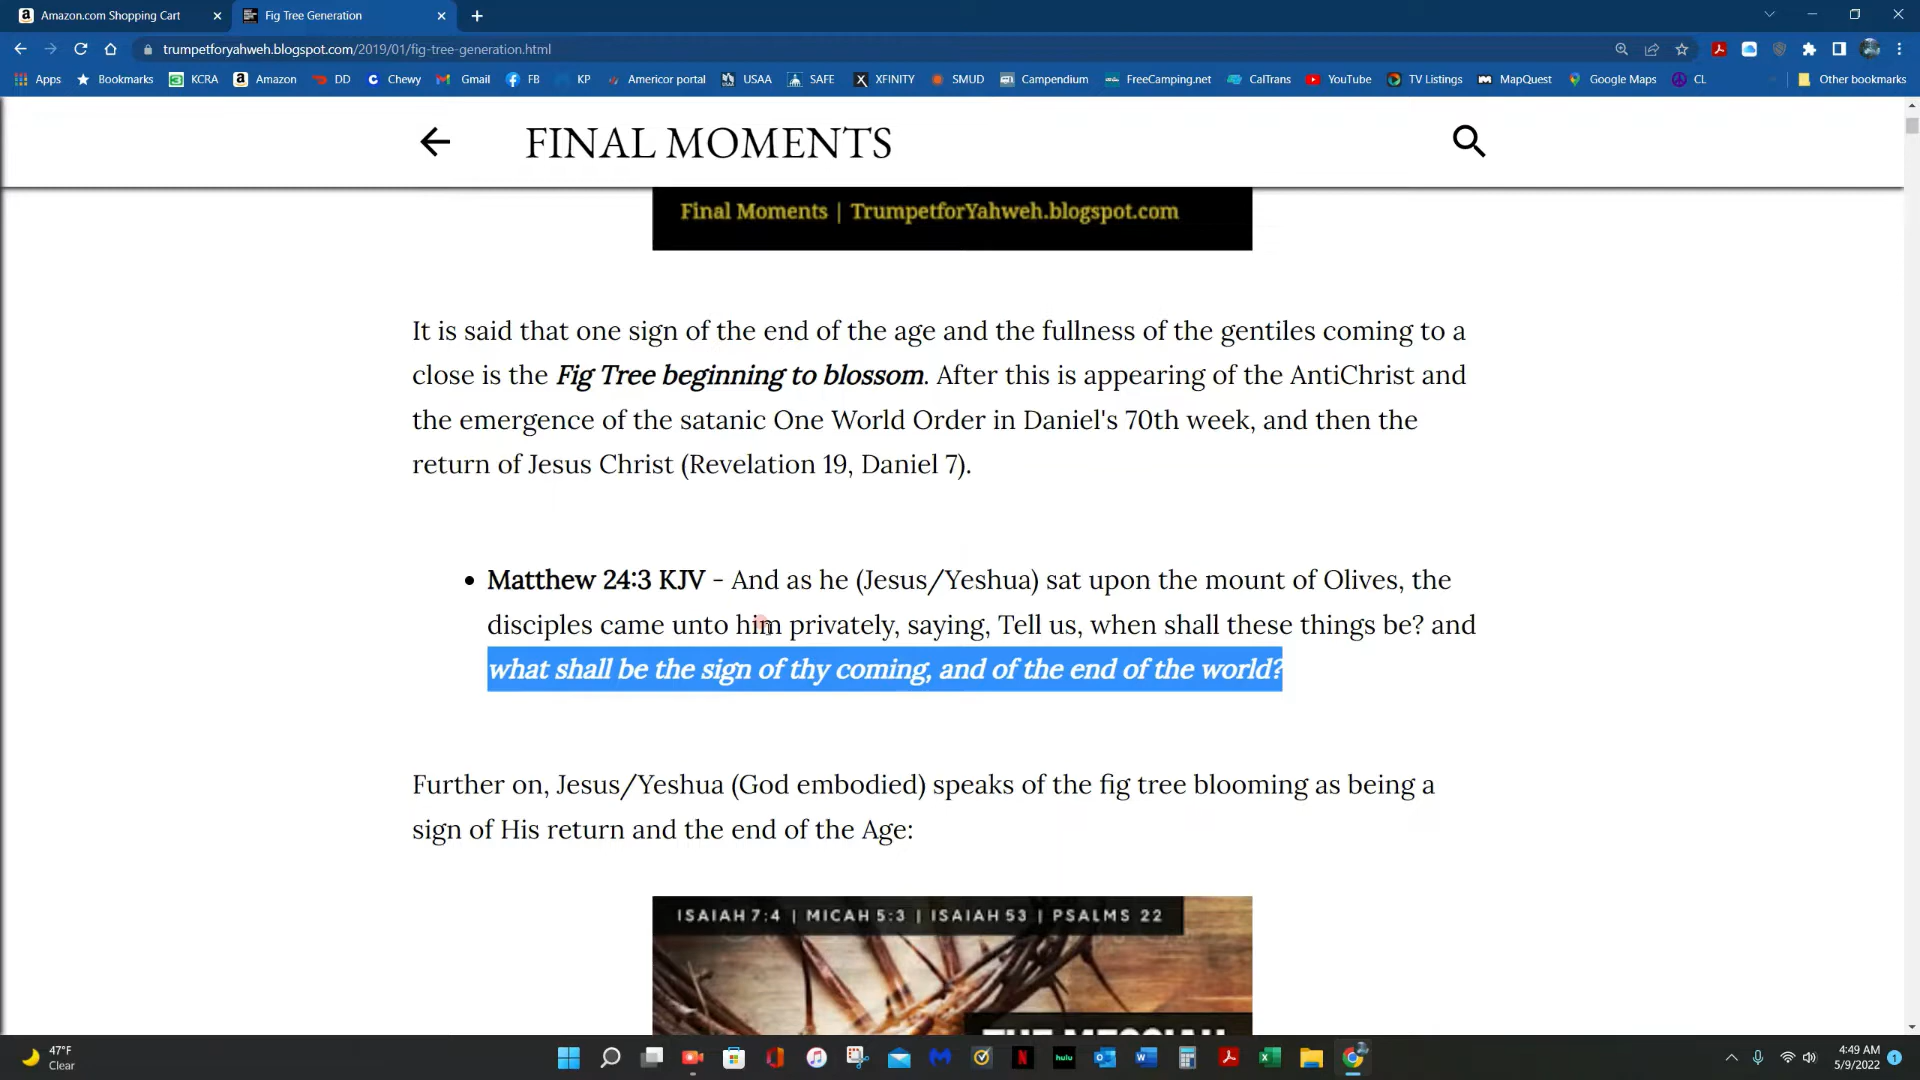 Amazon.com Shopping Cart
Fig Tree Generation
trumpetforyahweh.blogspot.com/2019/01/fig-tree-generation.html
Apps Bookmarks KCRA Amazon DD Chewy Gmail FB KP Americor portal USAA SAFE XFINITY SMUD Campendium FreeCamping.net CalTrans YouTube TV Listings MapQuest Google Maps CL Other bookmarks
FINAL MOMENTS
Final Moments | TrumpetforYahweh.blogspot.com
It is said that one sign of the end of the age and the fullness of the gentiles coming to a
close is the Fig Tree beginning to blossom. After this is appearing of the AntiChrist and
the emergence of the satanic One World Order in Daniel's 70th week, and then the
return of Jesus Christ (Revelation 19, Daniel 7).
• Matthew 24:3 KJV - And as he (Jesus/Yeshua) sat upon the mount of Olives, the
disciples came unto him privately, saying, Tell us, when shall these things be? and
what shall be the sign of thy coming, and of the end of the world?
Further on, Jesus/Yeshua (God embodied) speaks of the fig tree blooming as being a
sign of His return and the end of the Age:
ISAIAH 7:4 | MICAH 5:3 | ISAIAH 53 | PSALMS 22
THE MESSIAH
47°F
Clear
hulu
4:49 AM
5/9/2022
1